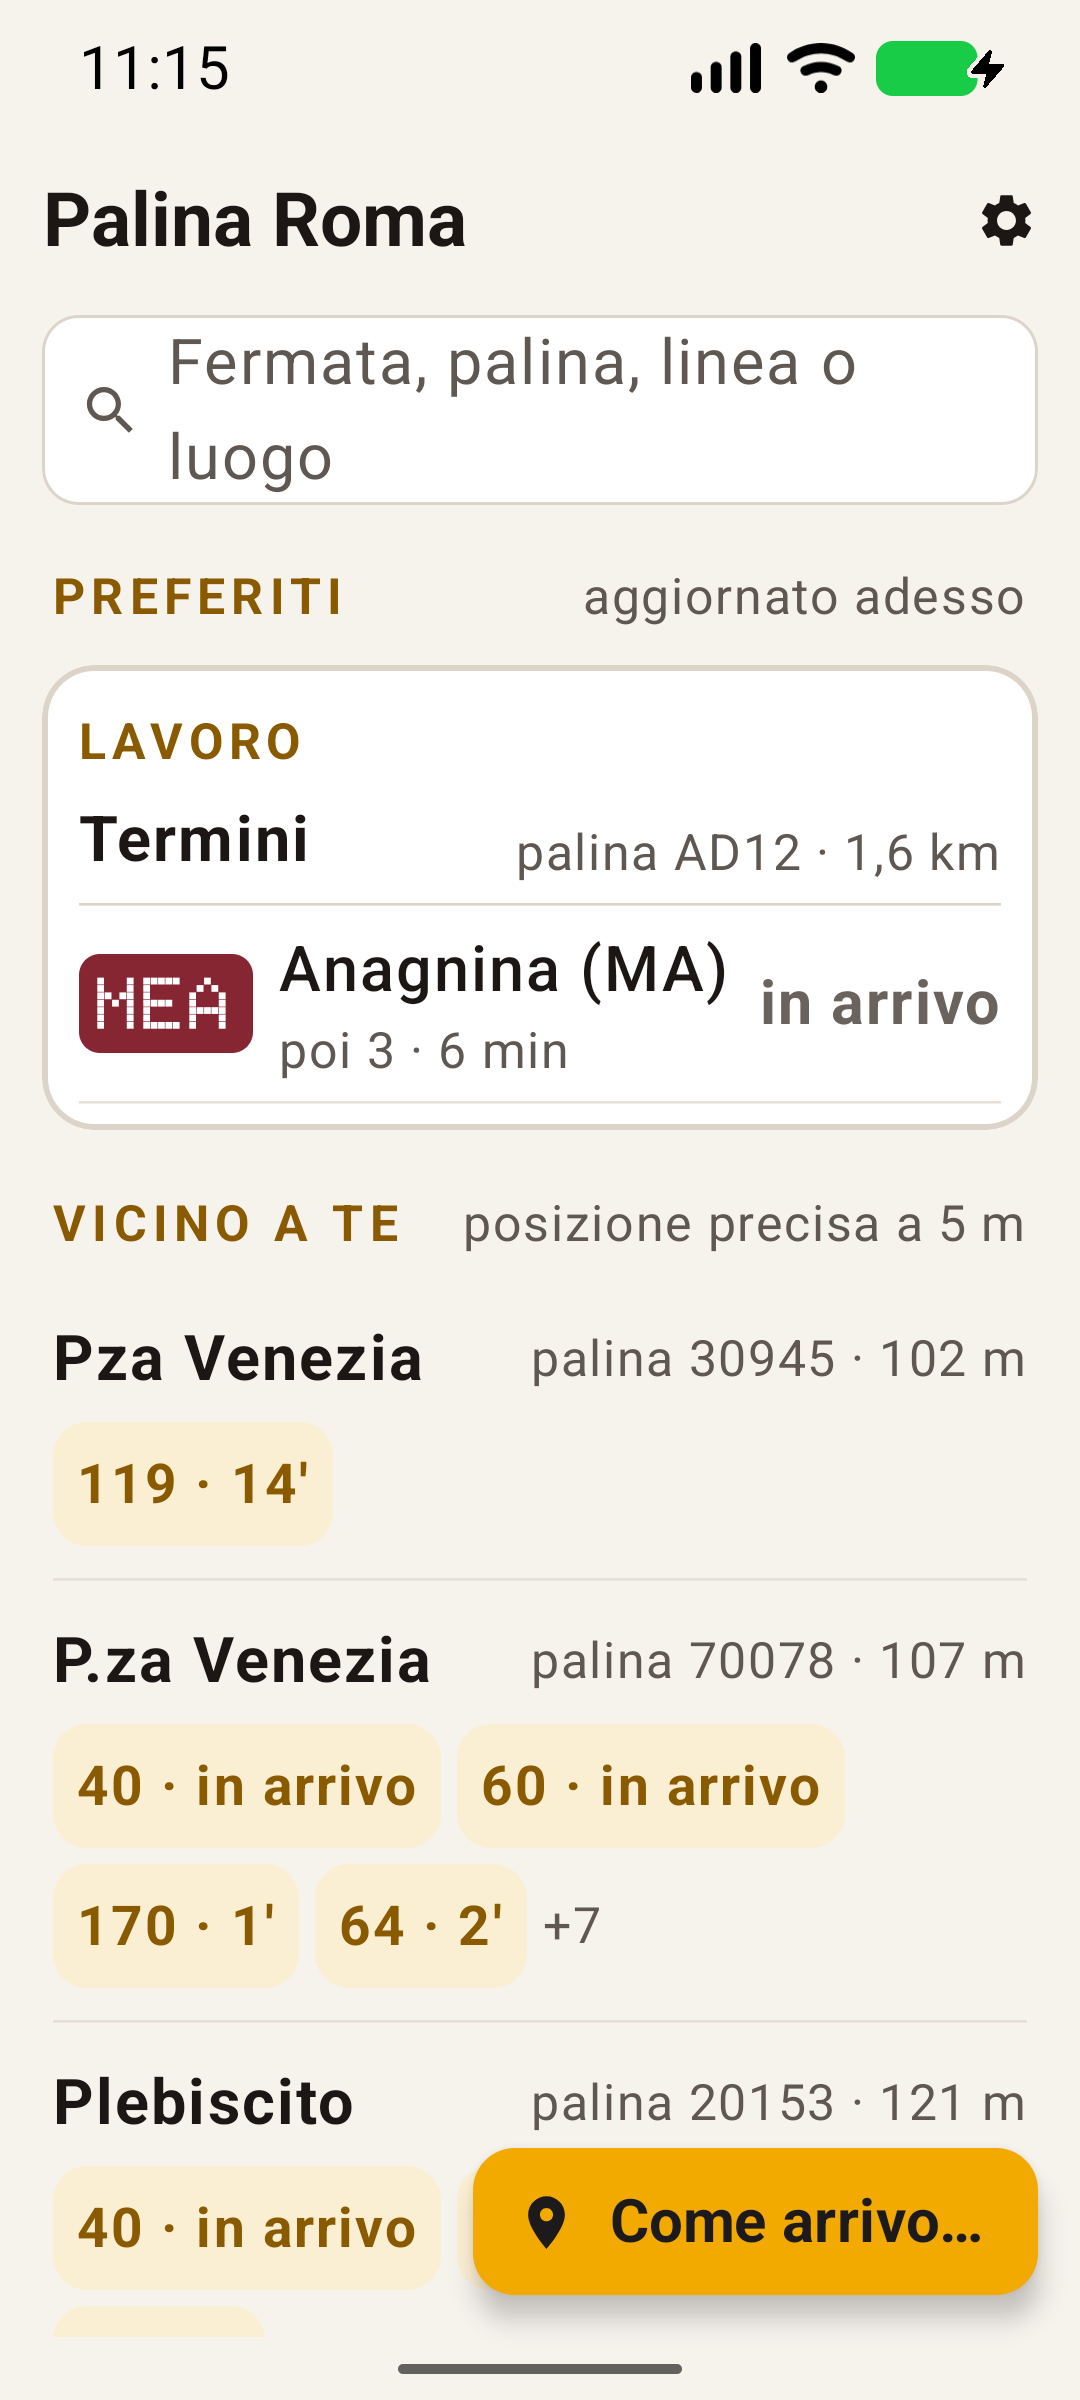 11:15
Palina Roma
Fermata, palina, linea o
luogo
PREFERITI aggiornato adesso
LAVORO
Termini palina AD12 · 1,6 km
MEA Anagnina (MA) in arrivo
poi 3 · 6 min
VICINO A TE posizione precisa a 5 m
Pza Venezia palina 30945 · 102 m
119 · 14'
P.za Venezia palina 70078 · 107 m
40 · in arrivo 60 · in arrivo
170 · 1' 64 · 2' +7
Plebiscito palina 20153 · 121 m
40 · in arrivo
Come arrivo…